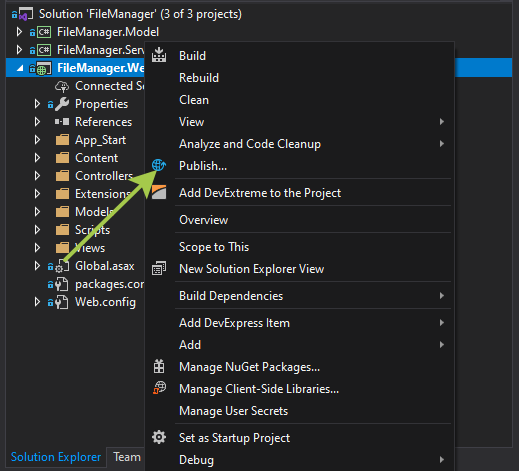 Solution 'FileManager' (3 of 3 projects)
FileManager.Model
FileManager.Serv
FileManager.We
Connected Se
Properties
References
App_Start
Content
Controllers
Extensions
Models
Scripts
Views
Global.asax
packages.con
Web.config
Build
Rebuild
Clean
View
Analyze and Code Cleanup
Publish...
Add DevExtreme to the Project
Overview
Scope to This
New Solution Explorer View
Build Dependencies
Add DevExpress Item
Add
Manage NuGet Packages...
Manage Client-Side Libraries...
Manage User Secrets
Set as Startup Project
Debug
Solution Explorer
Team